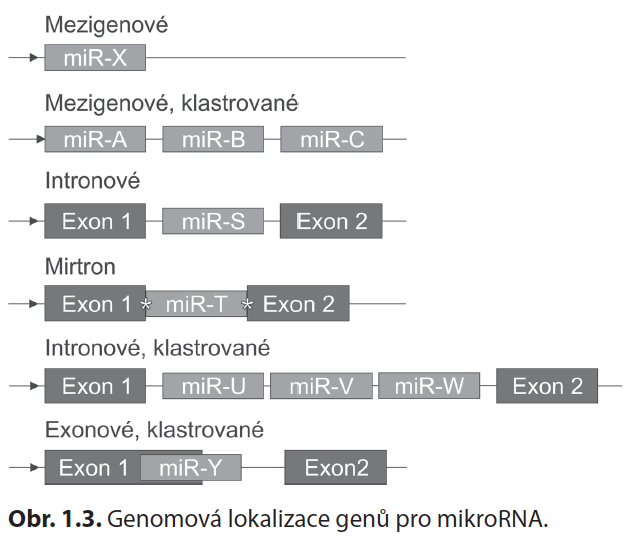 Mezigenové
miR-X
Mezigenové, klastrované
miR-A miR-B miR-C
Intronové
Exon 1 miR-S Exon 2
Mirtron
Exon 1 * miR-T * Exon 2
Intronové, klastrované
Exon 1 miR-U miR-V miR-W Exon 2
Exonové, klastrované
Exon 1 miR-Y Exon2
Obr. 1.3. Genomová lokalizace genů pro mikroRNA.